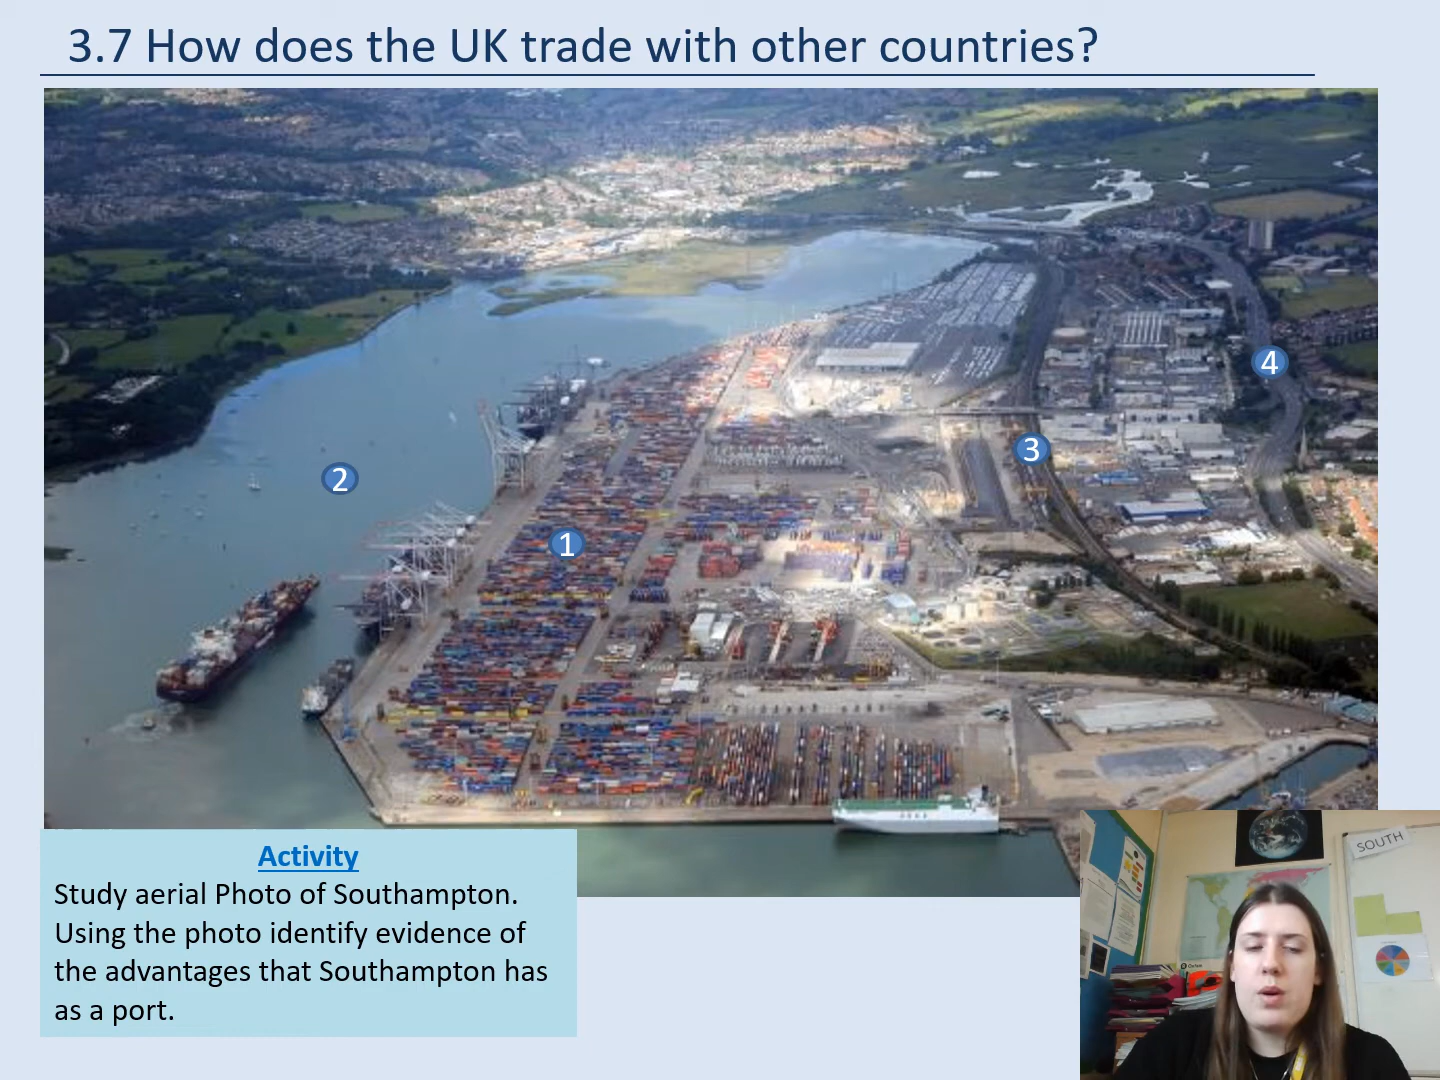 3.7 How does the UK trade with other countries?
4
3
2
1
Activity
Study aerial Photo of Southampton.
Using the photo identify evidence of
the advantages that Southampton has
as a port.
SOUTH